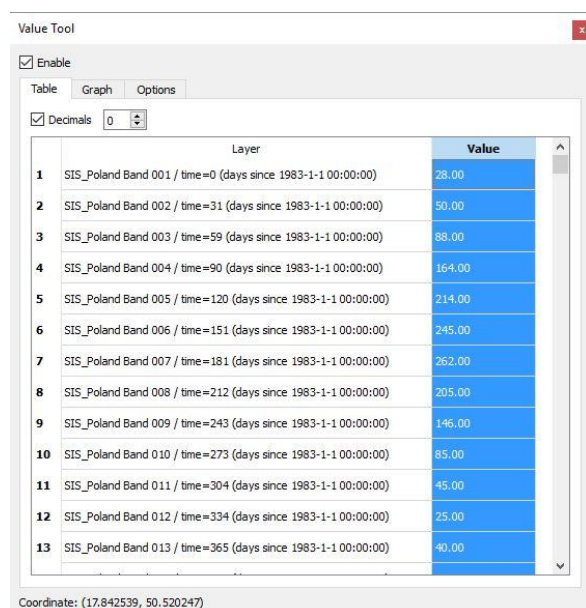 Value Tool
x
Enable
Table Graph Options
Decimals 0
Layer Value
1 SIS_Poland Band 001 / time=0 (days since 1983-1-1 00:00:00) 28.00
2 SIS_Poland Band 002 / time=31 (days since 1983-1-1 00:00:00) 50.00
3 SIS_Poland Band 003 / time=59 (days since 1983-1-1 00:00:00) 88.00
4 SIS_Poland Band 004 / time=90 (days since 1983-1-1 00:00:00) 164.00
5 SIS_Poland Band 005 / time=120 (days since 1983-1-1 00:00:00) 214.00
6 SIS_Poland Band 006 / time=151 (days since 1983-1-1 00:00:00) 245.00
7 SIS_Poland Band 007 / time=181 (days since 1983-1-1 00:00:00) 262.00
8 SIS_Poland Band 008 / time=212 (days since 1983-1-1 00:00:00) 205.00
9 SIS_Poland Band 009 / time=243 (days since 1983-1-1 00:00:00) 146.00
10 SIS_Poland Band 010 / time=273 (days since 1983-1-1 00:00:00) 85.00
11 SIS_Poland Band 011 / time=304 (days since 1983-1-1 00:00:00) 45.00
12 SIS_Poland Band 012 / time=334 (days since 1983-1-1 00:00:00) 25.00
13 SIS_Poland Band 013 / time=365 (days since 1983-1-1 00:00:00) 40.00
Coordinate: (17.842539, 50.520247)